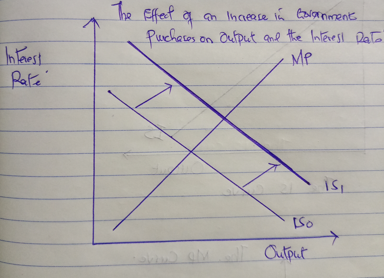 The Effect of an Increase in Government
Purchases on Output and the Interest Rate
Interest
Rate
MP
IS1
ISo
Output